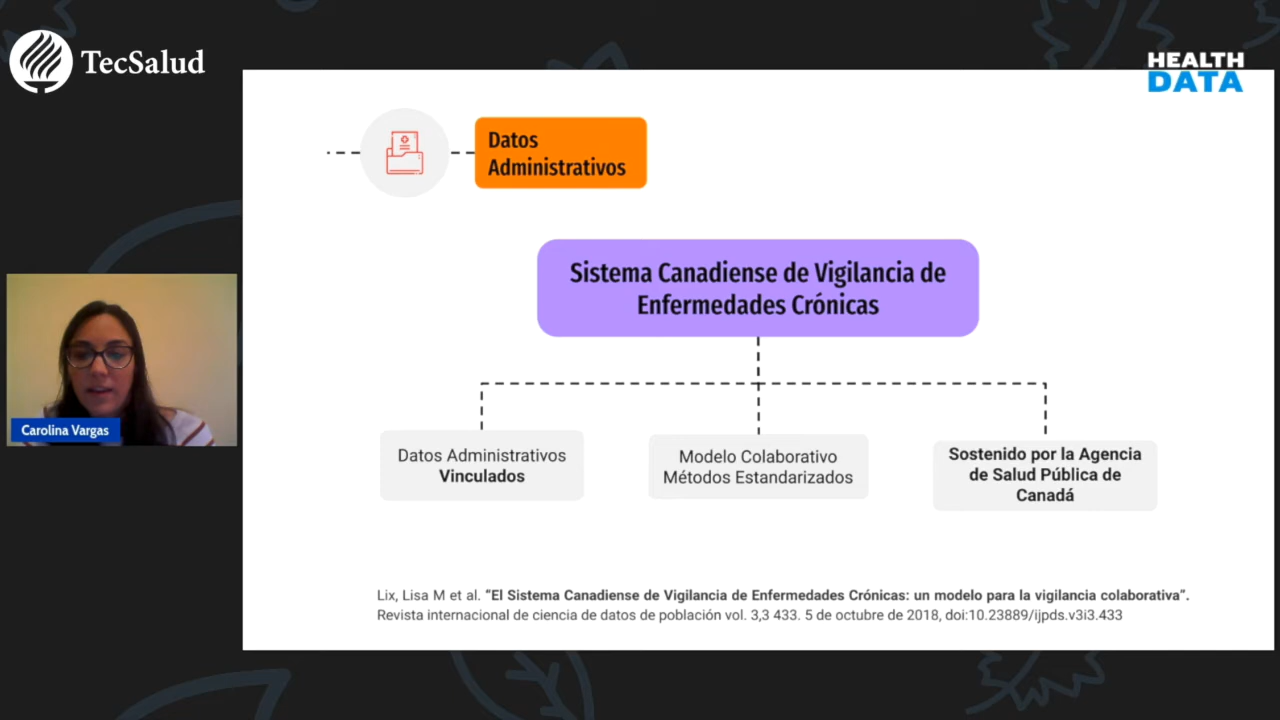 TecSalud
HEALTH
DATA
Datos
Administrativos
Sistema Canadiense de Vigilancia de
Enfermedades Crónicas
Datos Administrativos
Vinculados
Modelo Colaborativo
Métodos Estandarizados
Sostenido por la Agencia
de Salud Pública de
Canadá
Carolina Vargas
Lix, Lisa M et al. “El Sistema Canadiense de Vigilancia de Enfermedades Crónicas: un modelo para la vigilancia colaborativa”.
Revista internacional de ciencia de datos de población vol. 3,3 433. 5 de octubre de 2018, doi:10.23889/ijpds.v3i3.433